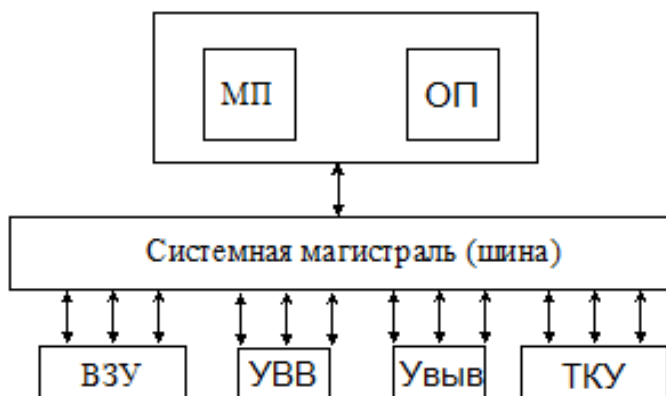 МП
ОП
Системная магистраль (шина)
ВЗУ
УВВ
Увыв
ТКУ